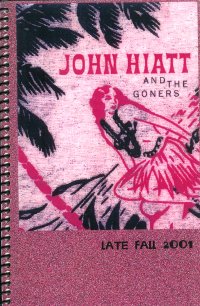 JOHN HIATT
AND THE
GONERS
LATE FALL 2001